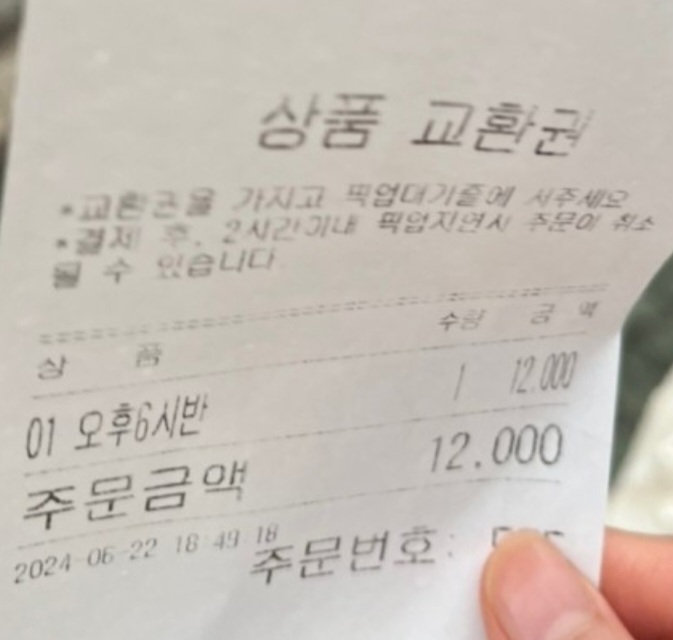 상품 교환권
*교환권을 가지고 픽업대기줄에 서주세요
*결제 후, 2시간이내 픽업지연시 주문이 취소
될 수 있습니다
상 품 수량 금 액
01 오후6시반 1 12,000
주문금액 12,000
2024-06-22 18:49:18
주문번호: